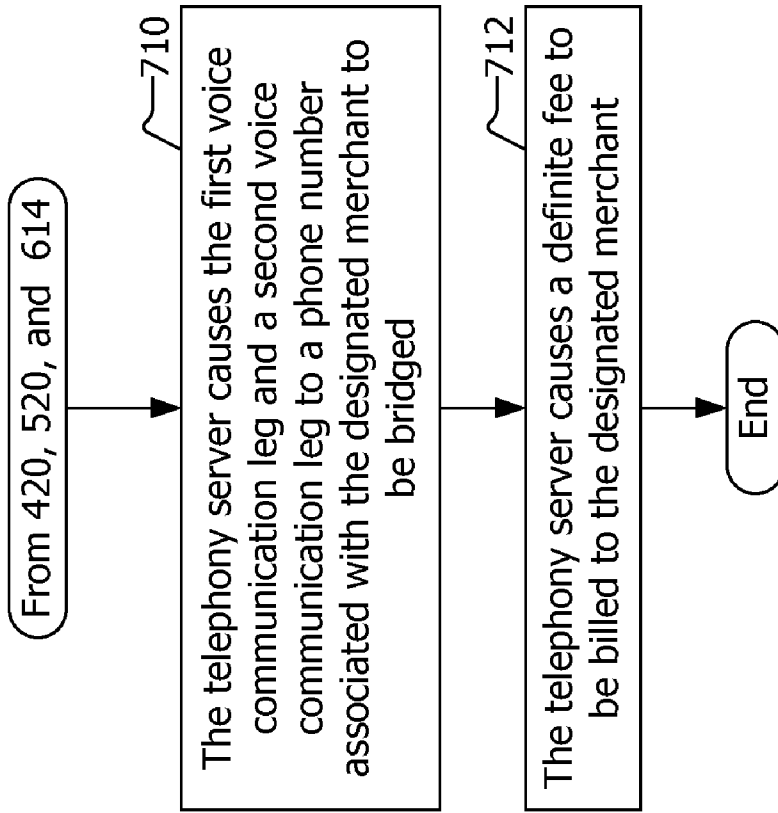 From 420, 520, and 614
710
The telephony server causes the first voice
communication leg and a second voice
communication leg to a phone number
associated with the designated merchant to
be bridged
712
The telephony server causes a definite fee to
be billed to the designated merchant
End